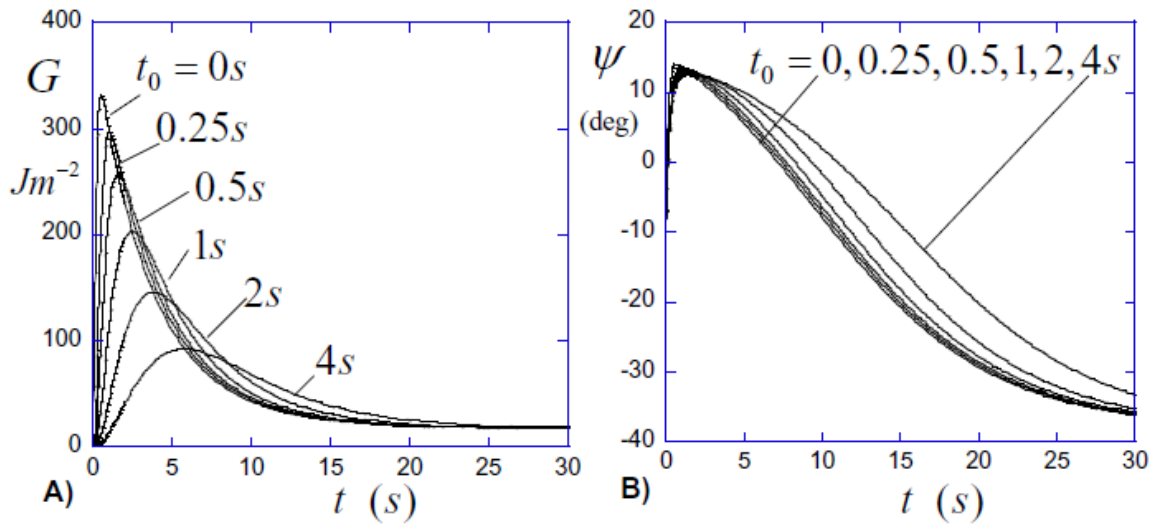 400
300
200
100
0
G
Jm⁻²
t₀ = 0s
0.25s
0.5s
1s
2s
4s
0 5 10 15 20 25 30
A)
t (s)
20
10
0
-10
-20
-30
-40
ψ
(deg)
t₀ = 0, 0.25, 0.5, 1, 2, 4s
0 5 10 15 20 25 30
B)
t (s)